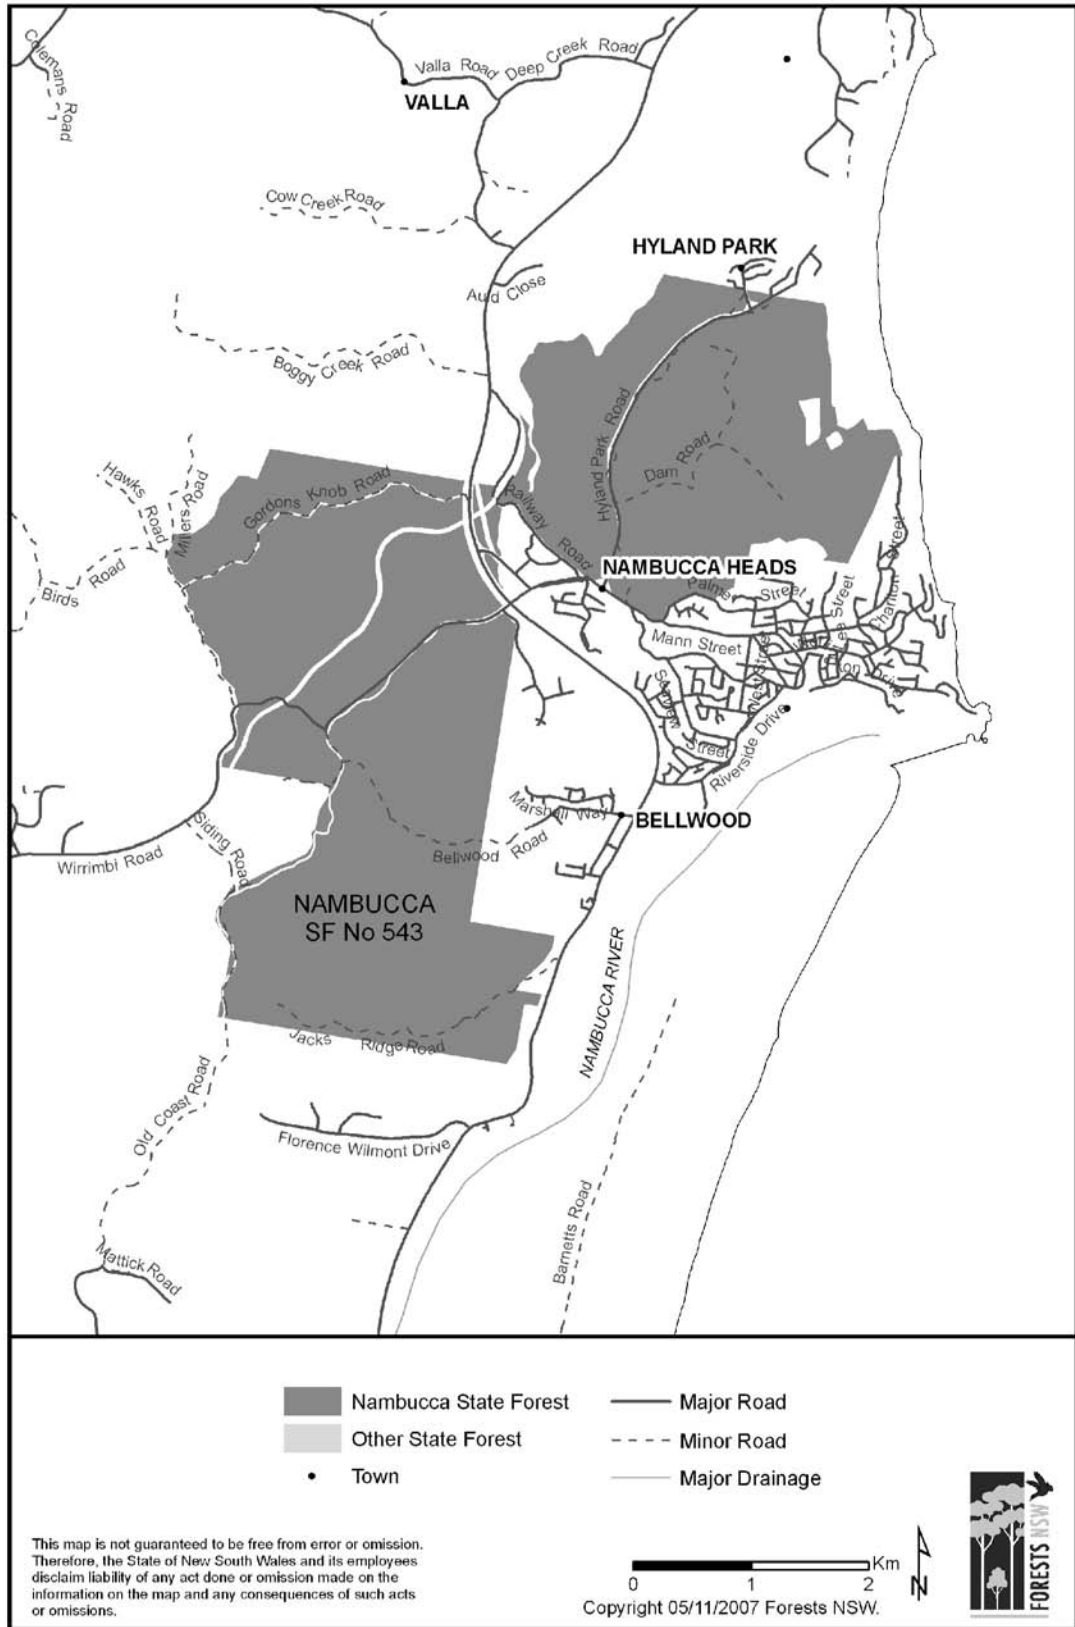 Colemans Road
Valla Road
Deep Creek Road
VALLA
Cow Creek Road
HYLAND PARK
Auld Close
Boggy Creek Road
Hyland Park Road
Hawks Road
Millers Road
Gordons Knob Road
Railway Road
Dam Road
Birds Road
NAMBUCCA HEADS
Palmer Street
Mann Street
West Street
Lee Street
Seaview Street
Riverside Drive
Marshall Way
BELLWOOD
Siding Road
Wirrimbi Road
Bellwood Road
NAMBUCCA
SF No 543
NAMBUCCA RIVER
Jacks Ridge Road
Old Coast Road
Florence Wilmont Drive
Barnetts Road
Mattick Road
Nambucca State Forest
Major Road
Other State Forest
Minor Road
Town
Major Drainage
This map is not guaranteed to be free from error or omission.
Therefore, the State of New South Wales and its employees
disclaim liability of any act done or omission made on the
information on the map and any consequences of such acts
or omissions.
Km
0 1 2
N
Copyright 05/11/2007 Forests NSW.
FORESTS NSW